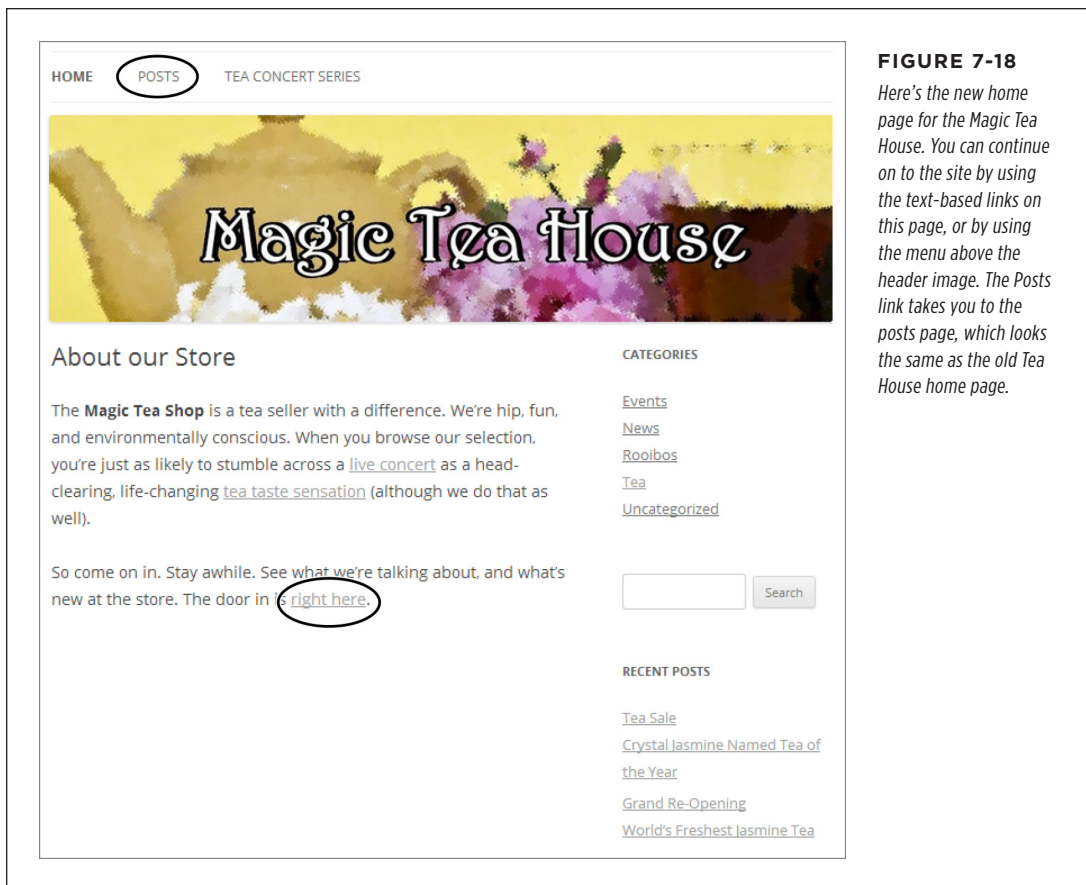 HOME POSTS TEA CONCERT SERIES
Magic Tea House
About our Store
The Magic Tea Shop is a tea seller with a difference. We're hip, fun,
and environmentally conscious. When you browse our selection,
you're just as likely to stumble across a live concert as a head-
clearing, life-changing tea taste sensation (although we do that as
well).
So come on in. Stay awhile. See what we're talking about, and what's
new at the store. The door in is right here.
CATEGORIES
Events
News
Rooibos
Tea
Uncategorized
Search
RECENT POSTS
Tea Sale
Crystal Jasmine Named Tea of
the Year
Grand Re-Opening
World's Freshest Jasmine Tea
FIGURE 7-18
Here's the new home
page for the Magic Tea
House. You can continue
on to the site by using
the text-based links on
this page, or by using
the menu above the
header image. The Posts
link takes you to the
posts page, which looks
the same as the old Tea
House home page.